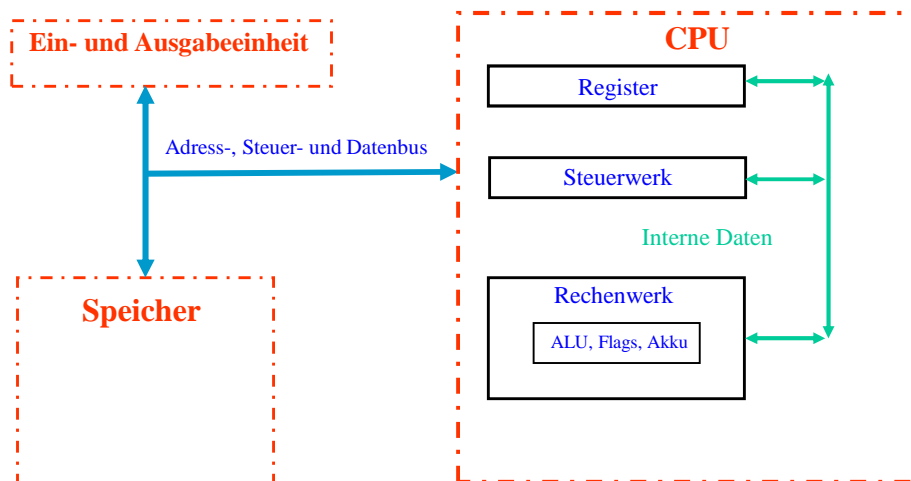 Ein- und Ausgabeeinheit
CPU
Register
Adress-, Steuer- und Datenbus
Steuerwerk
Interne Daten
Speicher
Rechenwerk
ALU, Flags, Akku